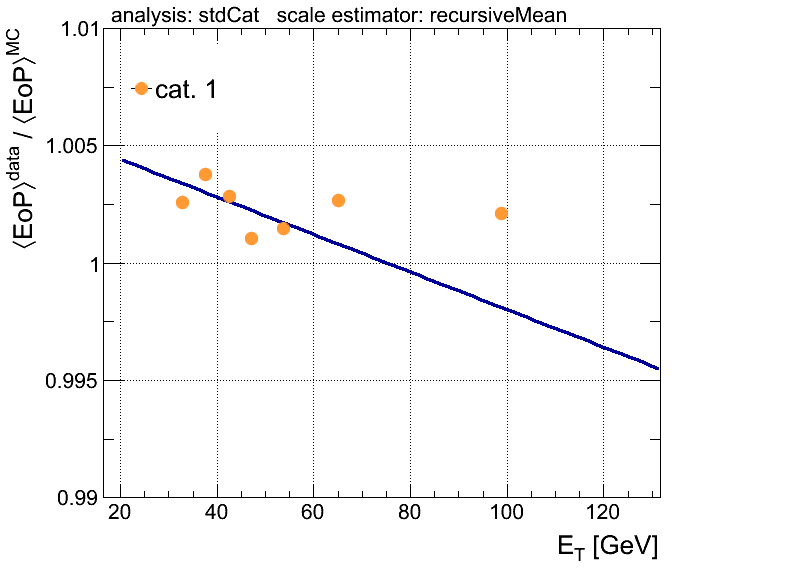 analysis: stdCat   scale estimator: recursiveMean
⟨EoP⟩^data / ⟨EoP⟩^MC
1.01
cat. 1
1.005
1
0.995
0.99
20 40 60 80 100 120
E_T [GeV]